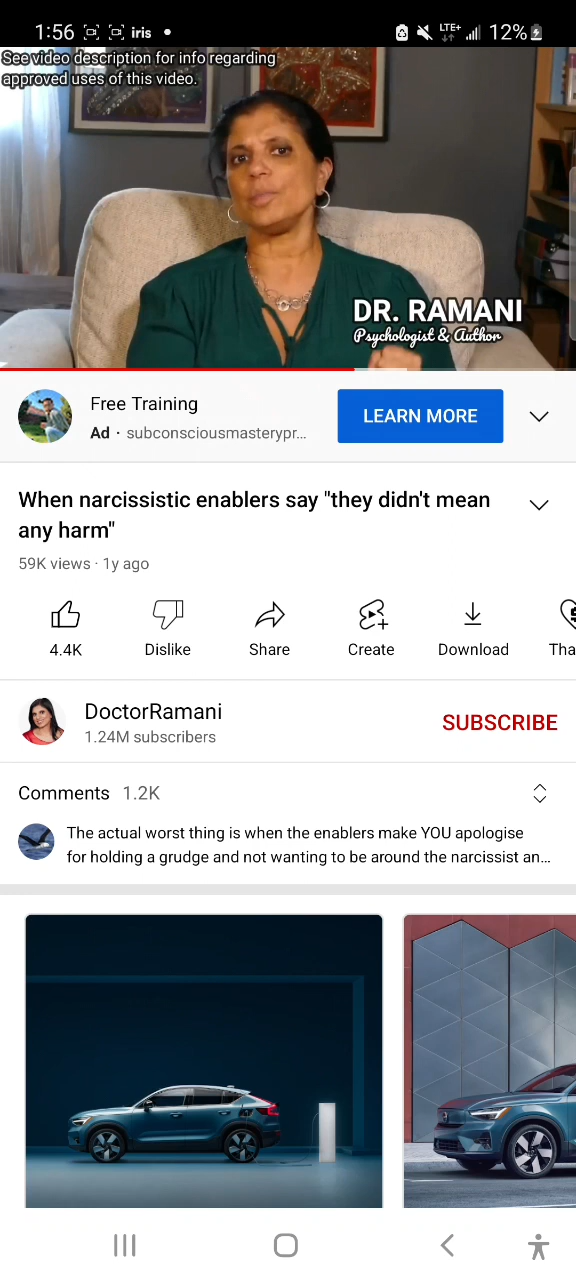 1:56 iris
LTE+ 12%
See video description for info regarding
approved uses of this video.
DR. RAMANI
Psychologist & Author
Free Training
Ad · subconsciousmasterypr...
LEARN MORE
When narcissistic enablers say "they didn't mean
any harm"
59K views · 1y ago
4.4K Dislike Share Create Download Tha
DoctorRamani
1.24M subscribers
SUBSCRIBE
Comments 1.2K
The actual worst thing is when the enablers make YOU apologise
for holding a grudge and not wanting to be around the narcissist an...